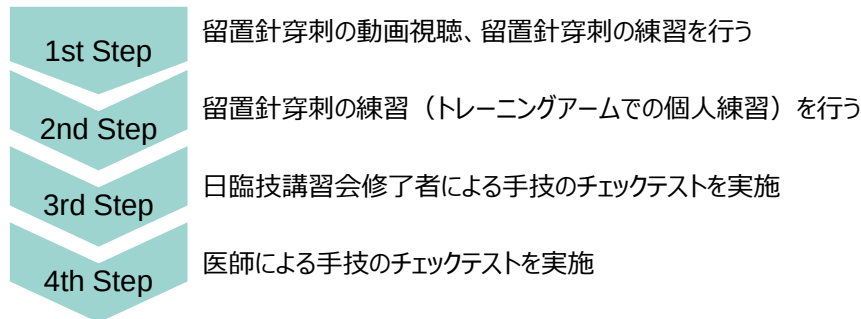 1st Step
留置針穿刺の動画視聴、留置針穿刺の練習を行う
2nd Step
留置針穿刺の練習（トレーニングアームでの個人練習）を行う
3rd Step
日臨技講習会修了者による手技のチェックテストを実施
4th Step
医師による手技のチェックテストを実施